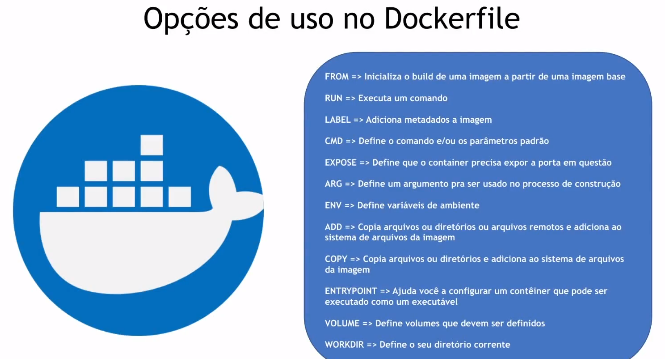 Opções de uso no Dockerfile
FROM => Inicializa o build de uma imagem a partir de uma imagem base
RUN => Executa um comando
LABEL => Adiciona metadados a imagem
CMD => Define o comando e/ou os parâmetros padrão
EXPOSE => Define que o container precisa expor a porta em questão
ARG => Define um argumento pra ser usado no processo de construção
ENV => Define variáveis de ambiente
ADD => Copia arquivos ou diretórios ou arquivos remotos e adiciona ao
sistema de arquivos da imagem
COPY => Copia arquivos ou diretórios e adiciona ao sistema de arquivos
da imagem
ENTRYPOINT => Ajuda você a configurar um contêiner que pode ser
executado como um executável
VOLUME => Define volumes que devem ser definidos
WORKDIR => Define o seu diretório corrente